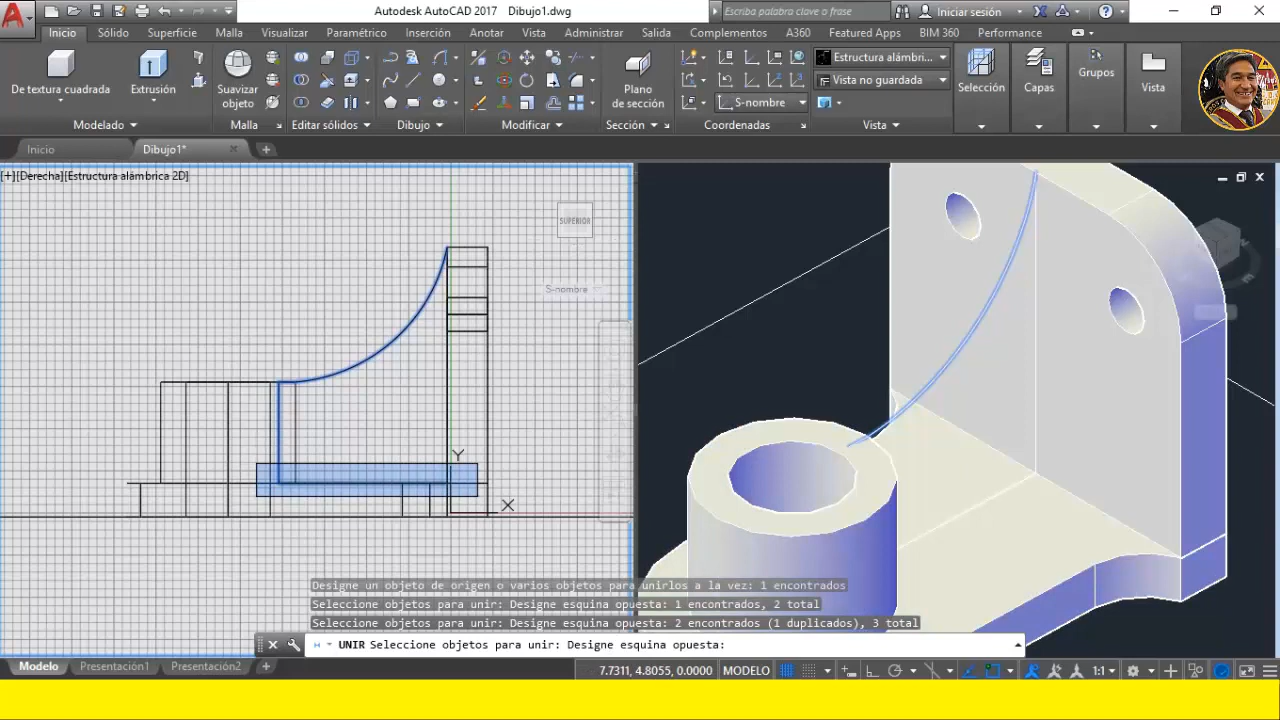 Autodesk AutoCAD 2017 Dibujo1.dwg
Escriba palabra clave o frase
Iniciar sesión
Inicio Sólido Superficie Malla Visualizar Paramétrico Inserción Anotar Vista Administrar Salida Complementos A360 Featured Apps BIM 360 Performance
De textura cuadrada
Extrusión
Suavizar objeto
Plano de sección
Estructura alámbri...
Vista no guardada
S-nombre
Selección
Capas
Grupos
Vista
Modelado
Malla
Editar sólidos
Dibujo
Modificar
Sección
Coordenadas
Vista
Inicio
Dibujo1*
[+][Derecha][Estructura alámbrica 2D]
SUPERIOR
S-nombre
Y
X
Designe un objeto de origen o varios objetos para unirlos a la vez: 1 encontrados
Seleccione objetos para unir: Designe esquina opuesta: 1 encontrados, 2 total
Seleccione objetos para unir: Designe esquina opuesta: 2 encontrados (1 duplicados), 3 total
UNIR Seleccione objetos para unir: Designe esquina opuesta:
Modelo Presentación1 Presentación2
7.7311, 4.8055, 0.0000 MODELO
1:1